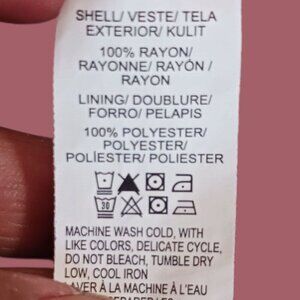 SHELL/ VESTE/ TELA
EXTERIOR/ KULIT
100% RAYON/
RAYONNE/ RAYÓN /
RAYON
LINING/ DOUBLURE/
FORRO/ PELAPIS
100% POLYESTER/
POLYESTER/
POLÍESTER/ POLIESTER
30
MACHINE WASH COLD, WITH
LIKE COLORS, DELICATE CYCLE,
DO NOT BLEACH, TUMBLE DRY
LOW, COOL IRON
LAVER À LA MACHINE À L'EAU